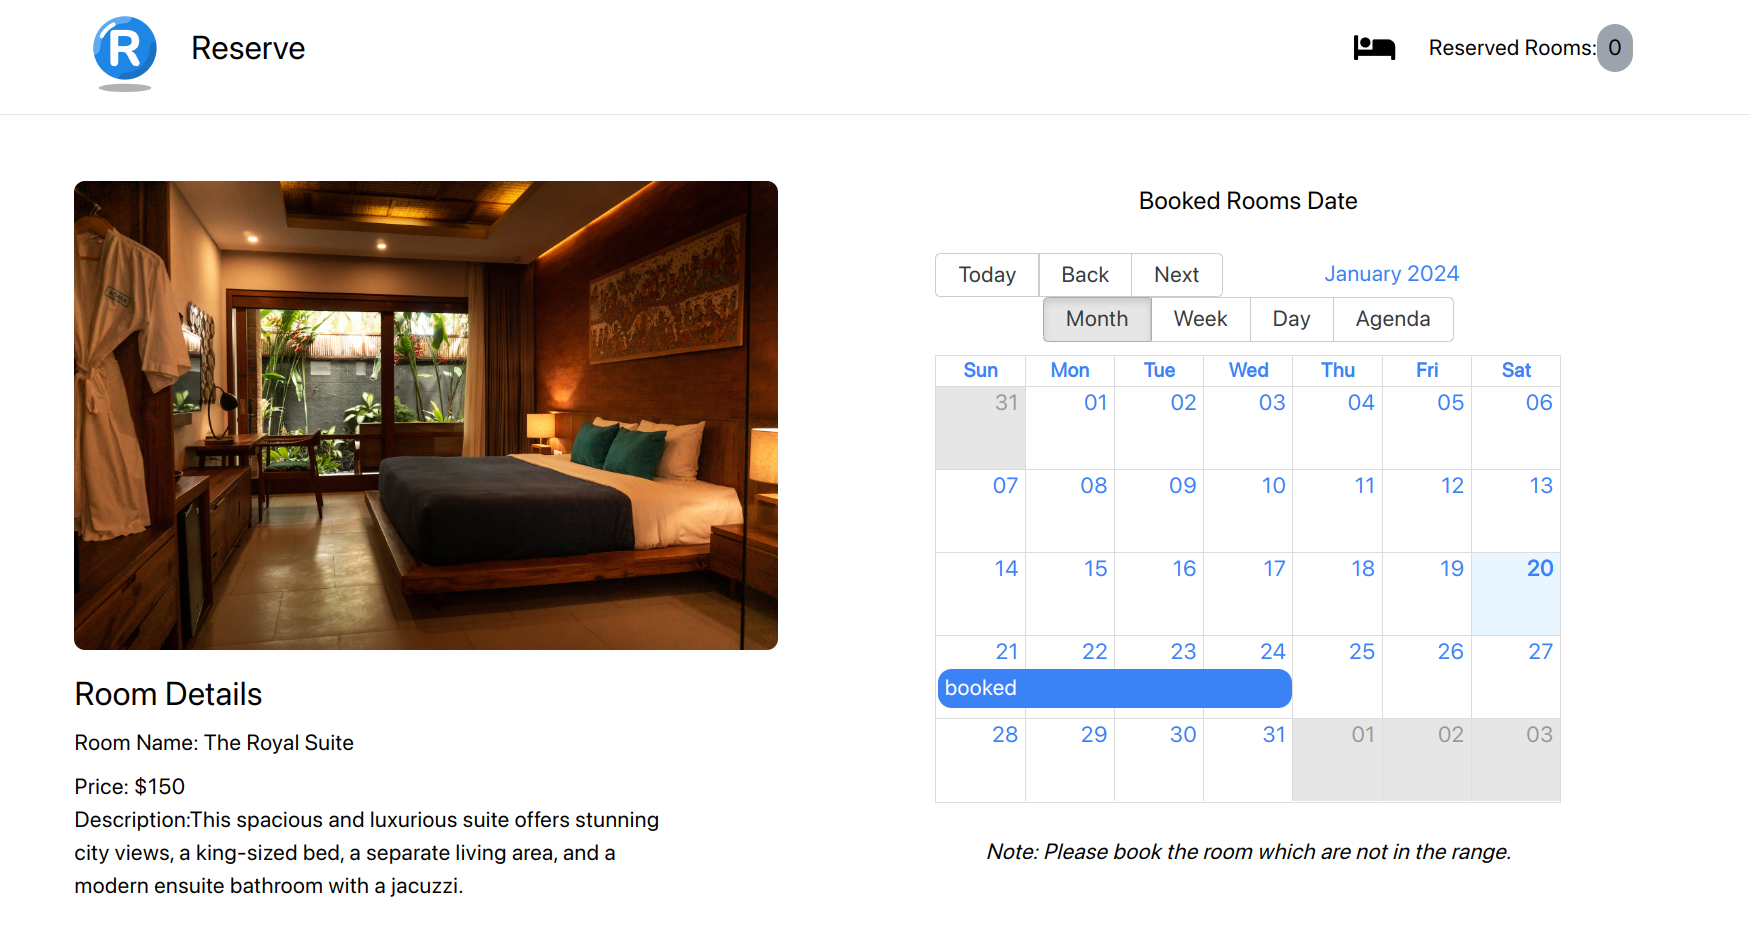 R
Reserve
Reserved Rooms: 0
Room Details
Room Name: The Royal Suite
Price: $150
Description:This spacious and luxurious suite offers stunning
city views, a king-sized bed, a separate living area, and a
modern ensuite bathroom with a jacuzzi.
Booked Rooms Date
Today Back Next January 2024
Month Week Day Agenda
Sun Mon Tue Wed Thu Fri Sat
31 01 02 03 04 05 06
07 08 09 10 11 12 13
14 15 16 17 18 19 20
21 22 23 24 25 26 27
booked
28 29 30 31 01 02 03
Note: Please book the room which are not in the range.